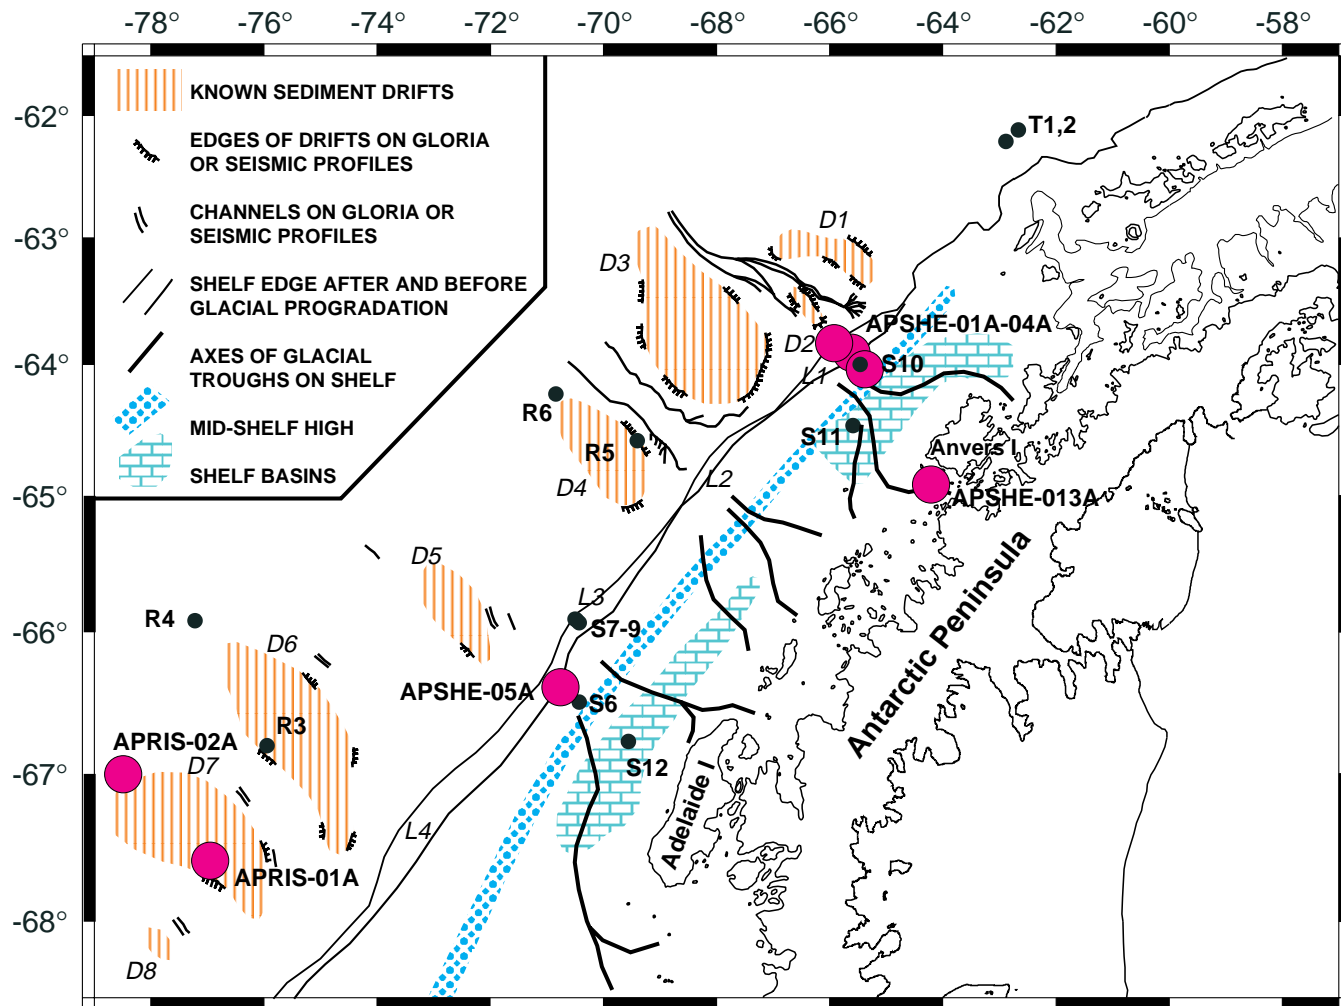 -78° -76° -74° -72° -70° -68° -66° -64° -62° -60° -58°
-62°
-63°
-64°
-65°
-66°
-67°
-68°
KNOWN SEDIMENT DRIFTS
EDGES OF DRIFTS ON GLORIA
OR SEISMIC PROFILES
CHANNELS ON GLORIA OR
SEISMIC PROFILES
SHELF EDGE AFTER AND BEFORE
GLACIAL PROGRADATION
AXES OF GLACIAL
TROUGHS ON SHELF
MID-SHELF HIGH
SHELF BASINS
T1,2
D1
D3
APSHE-01A-04A
D2
S10
L1
R6
S11
R5
Anvers I
D4
L2
APSHE-013A
D5
L3
R4
S7-9
D6
Antarctic Peninsula
APSHE-05A
S6
R3
APRIS-02A
D7
S12
Adelaide I
L4
APRIS-01A
D8